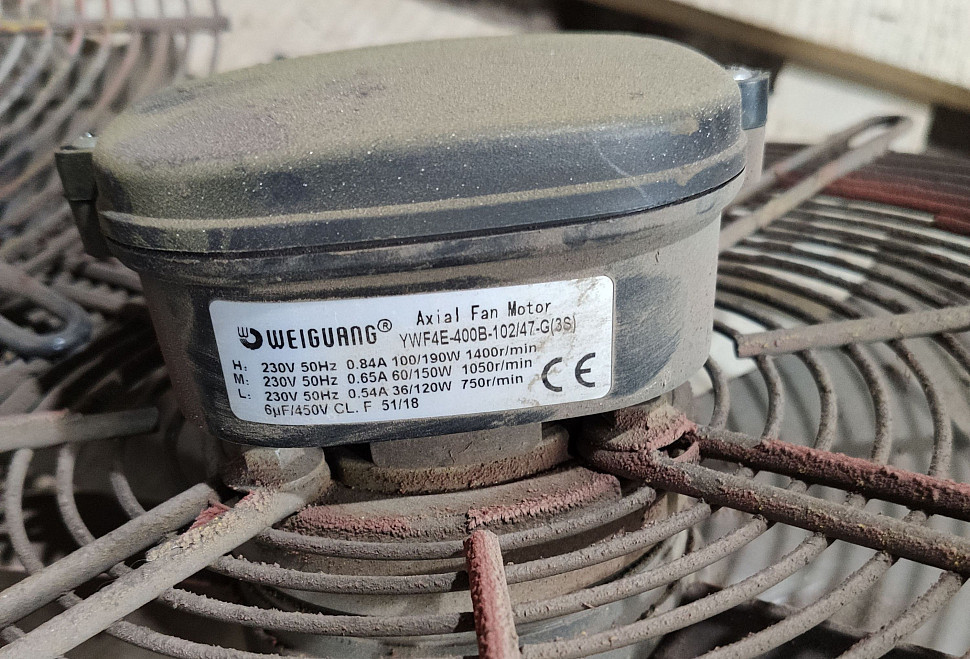 WEIGUANG®
Axial Fan Motor
YWF4E-400B-102/47-G(3S)
H: 230V 50Hz 0.84A 100/190W 1400r/min
M: 230V 50Hz 0.65A 60/150W 1050r/min
L: 230V 50Hz 0.54A 36/120W 750r/min
6μF/450V CL. F 51/18
CE